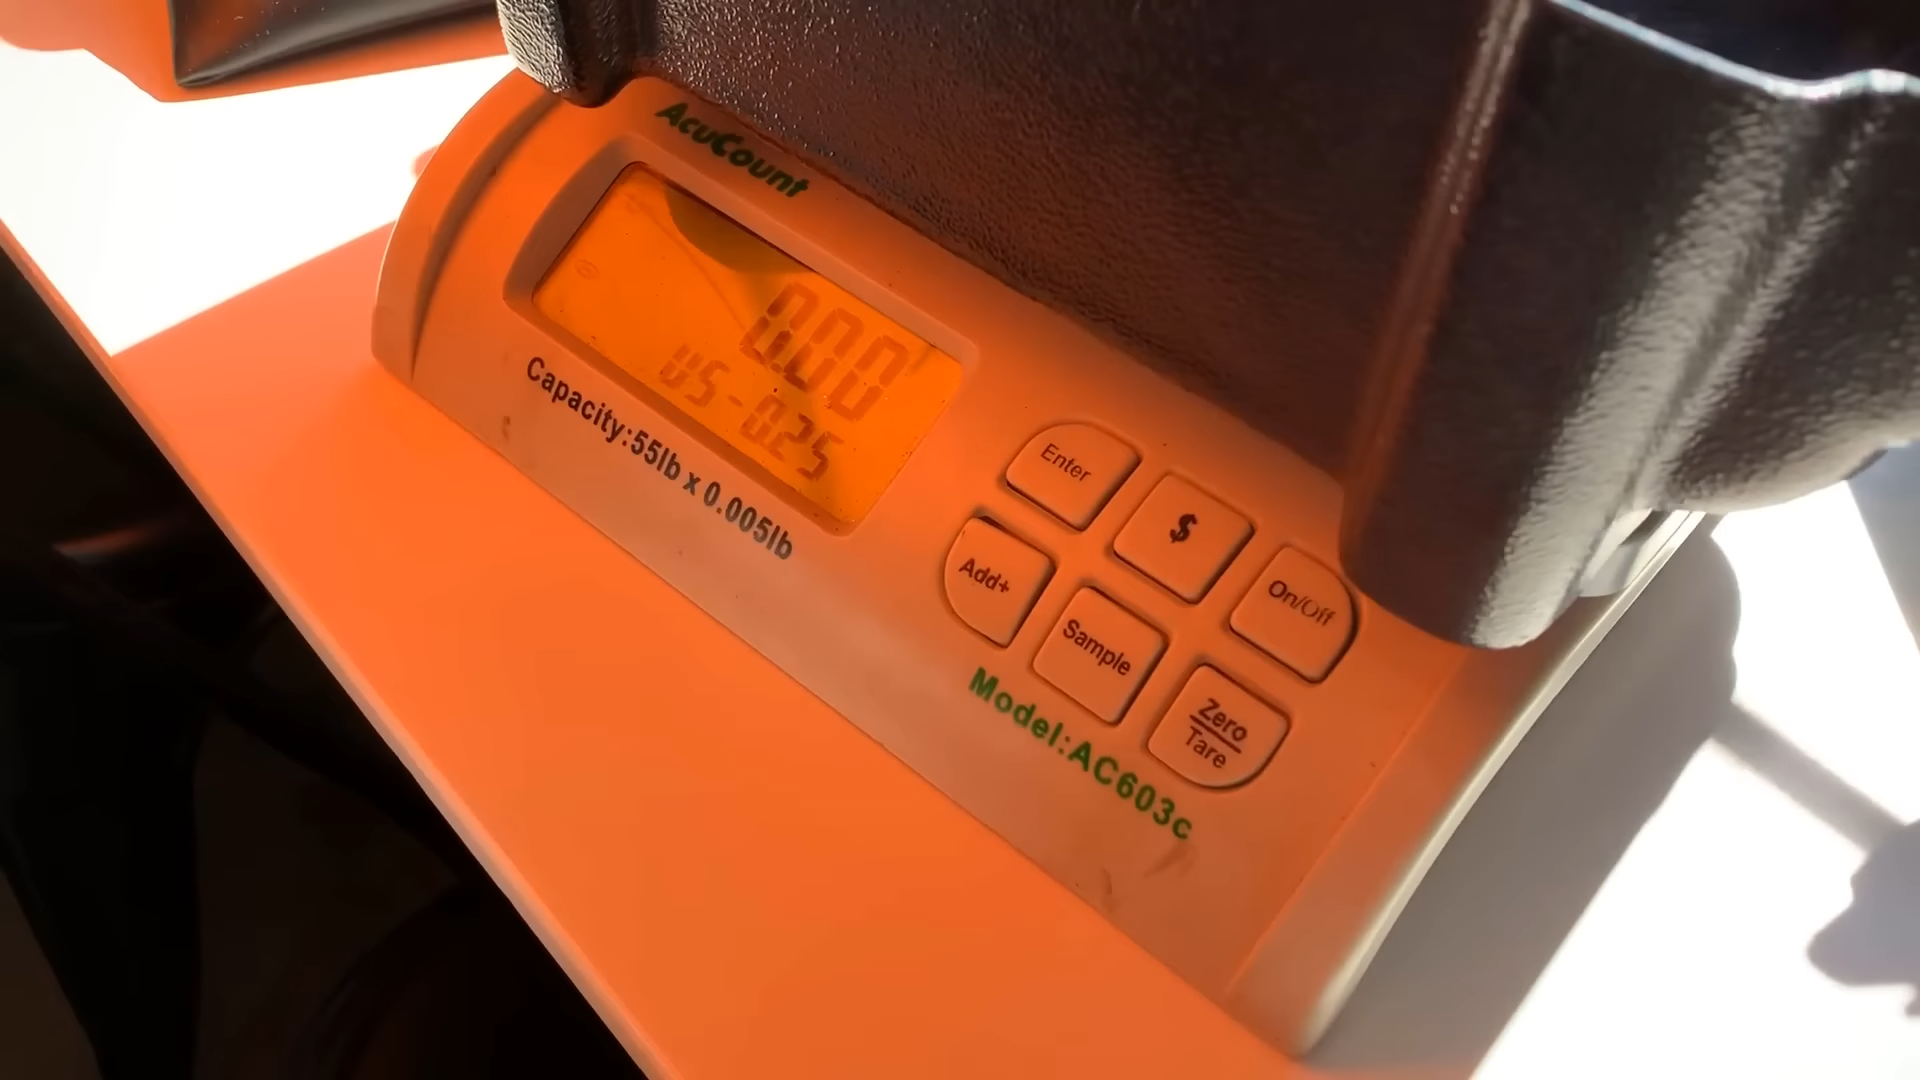 AcuCount
0.00
US-0.25
Capacity:55lb x 0.005lb
Enter
$
On/Off
Add+
Sample
Zero
Tare
Model:AC603c